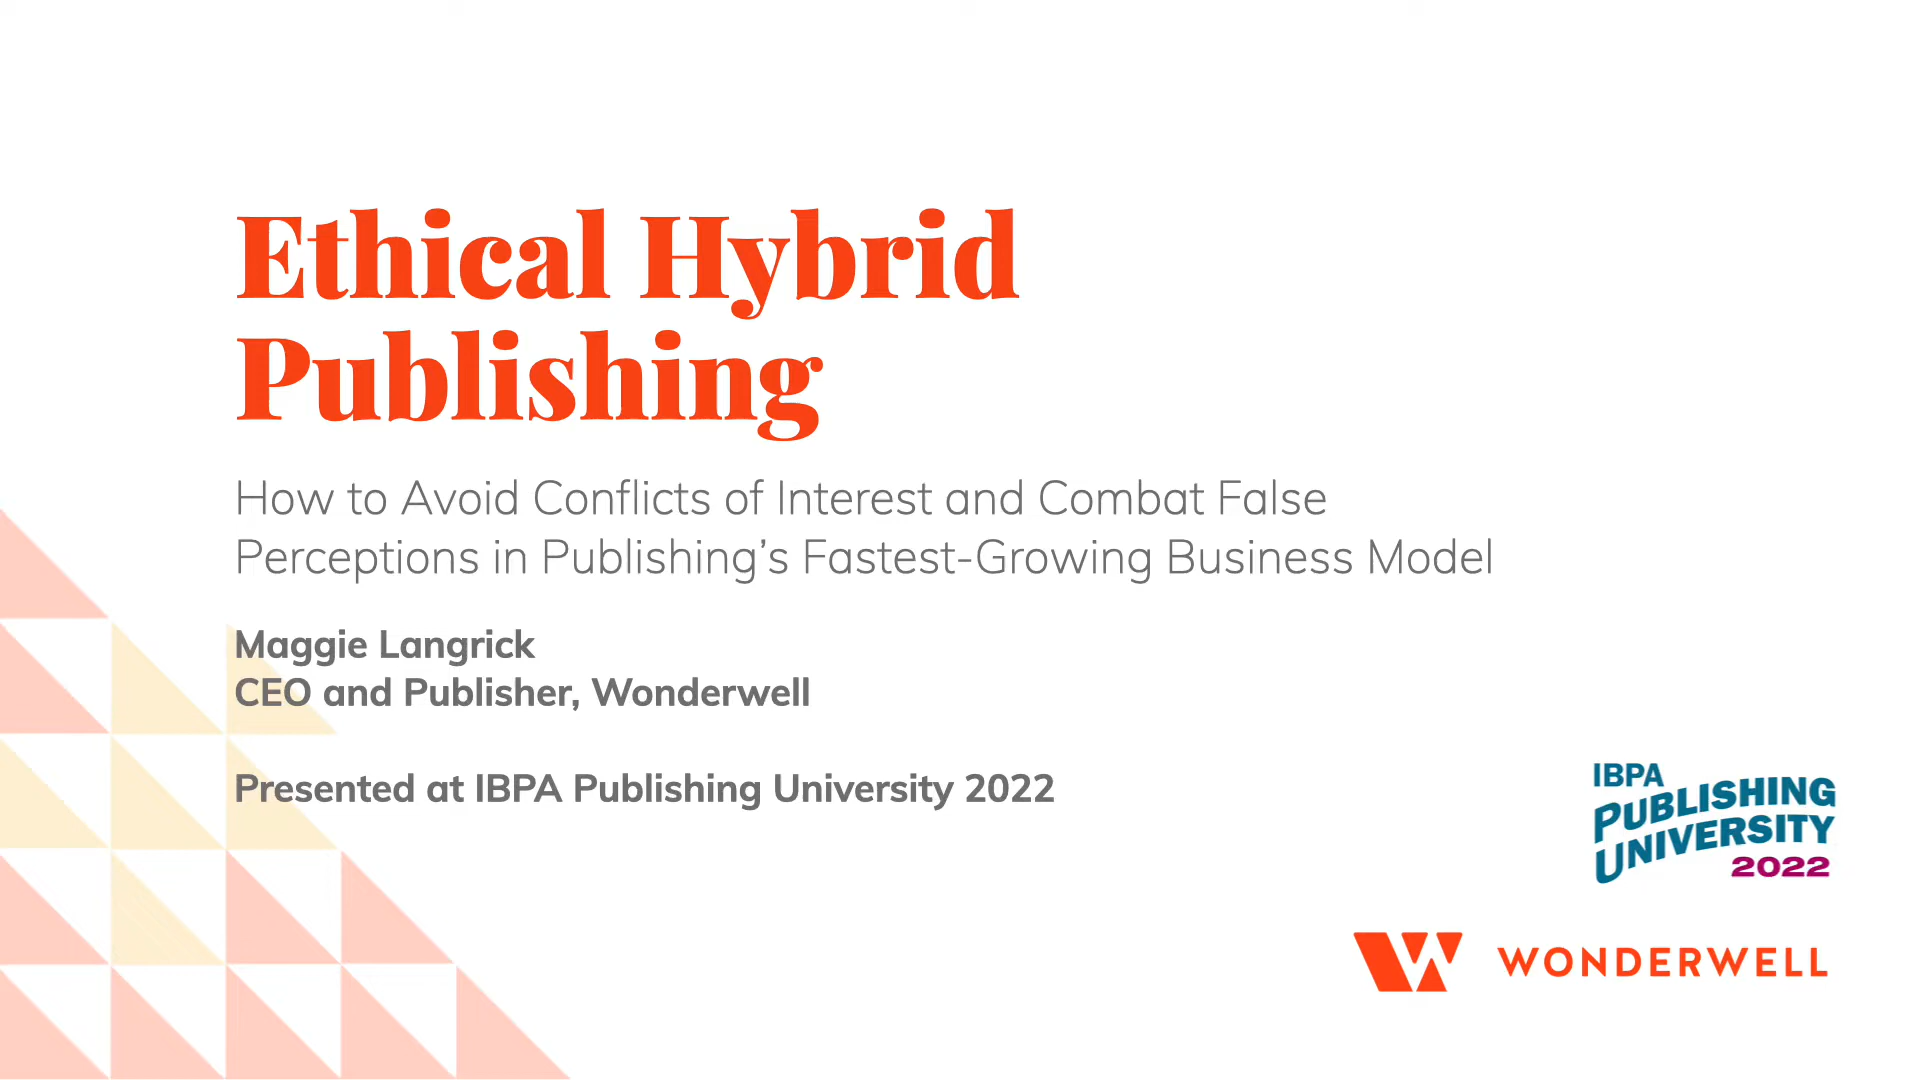 Ethical Hybrid
Publishing
How to Avoid Conflicts of Interest and Combat False
Perceptions in Publishing’s Fastest-Growing Business Model
Maggie Langrick
CEO and Publisher, Wonderwell
Presented at IBPA Publishing University 2022
IBPA
PUBLISHING
UNIVERSITY
2022
WONDERWELL